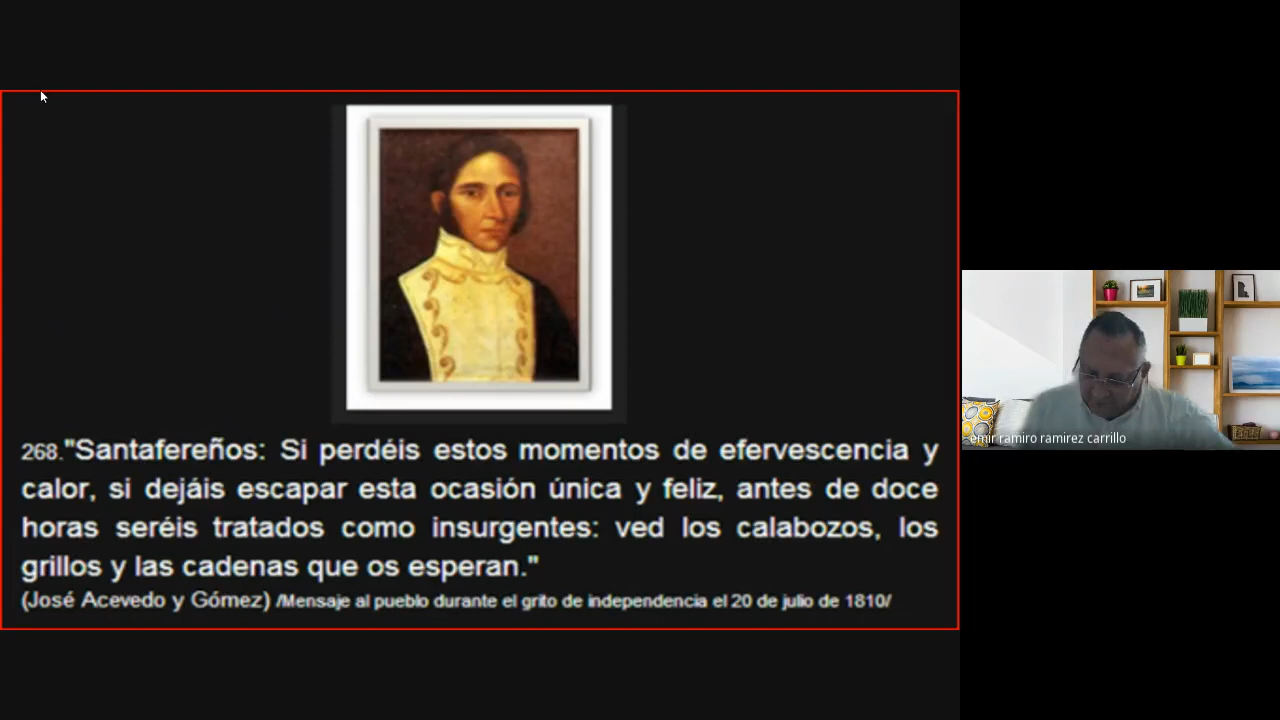 268."Santafereños: Si perdéis estos momentos de efervescencia y
calor, si dejáis escapar esta ocasión única y feliz, antes de doce
horas seréis tratados como insurgentes: ved los calabozos, los
grillos y las cadenas que os esperan."
(José Acevedo y Gómez) /Mensaje al pueblo durante el grito de independencia el 20 de julio de 1810/
emir ramiro ramirez carrillo